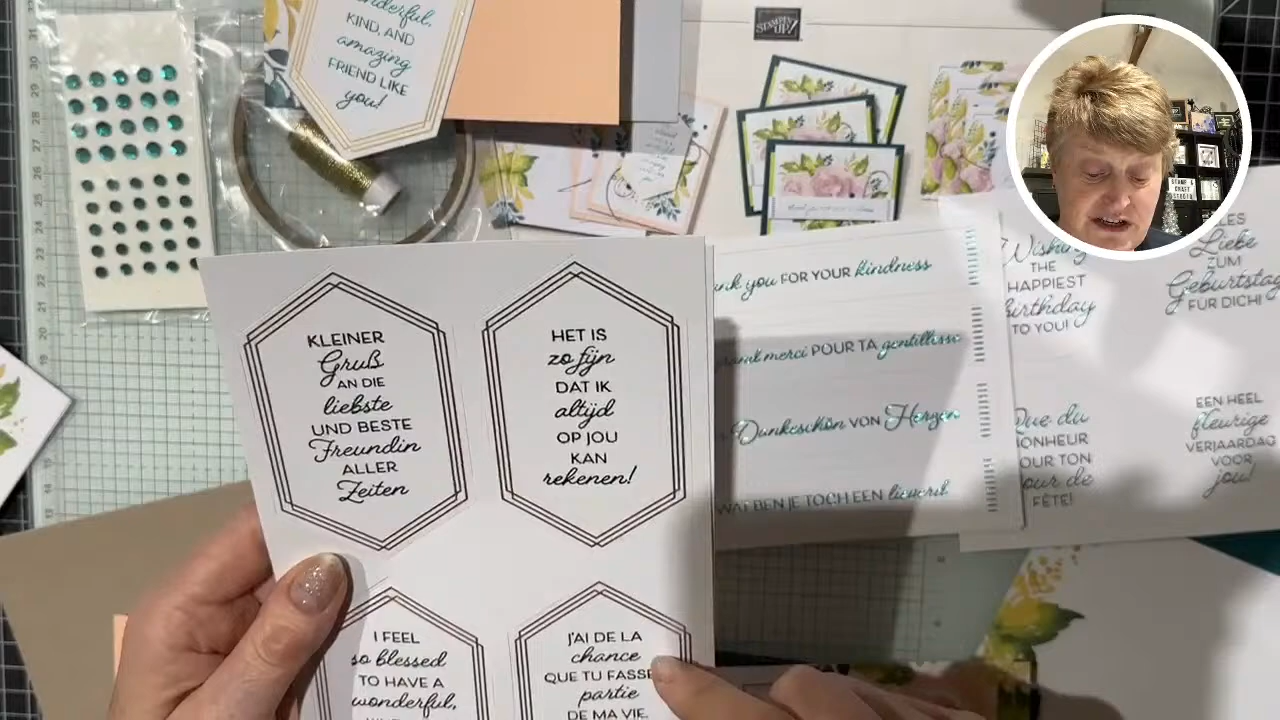 wonderful,
KIND, AND
amazing
FRIEND LIKE
you!
STAMPIN' UP!
KLEINER
Gruß
AN DIE
liebste
UND BESTE
Freundin
ALLER
Zeiten
HET IS
zo fijn
DAT IK
altijd
OP JOU
KAN
rekenen!
I FEEL
so blessed
TO HAVE A
wonderful,
J'AI DE LA
chance
QUE TU FASSE
partie
DE MA VIE.
you FOR YOUR kindness
merci POUR TA gentillesse
Dankeschön VON Herzen
WAT BEN JE TOCH EEN lieverd
Wishing
THE
HAPPIEST
birthday
TO YOU!
Liebe
ZUM
Geburtstag
FÜR DICH!
Que du
BONHEUR
POUR TON
jour de
FÊTE!
EEN HEEL
fleurige
VERJAARDAG
VOOR
jou!
STAMP &
CRAFT